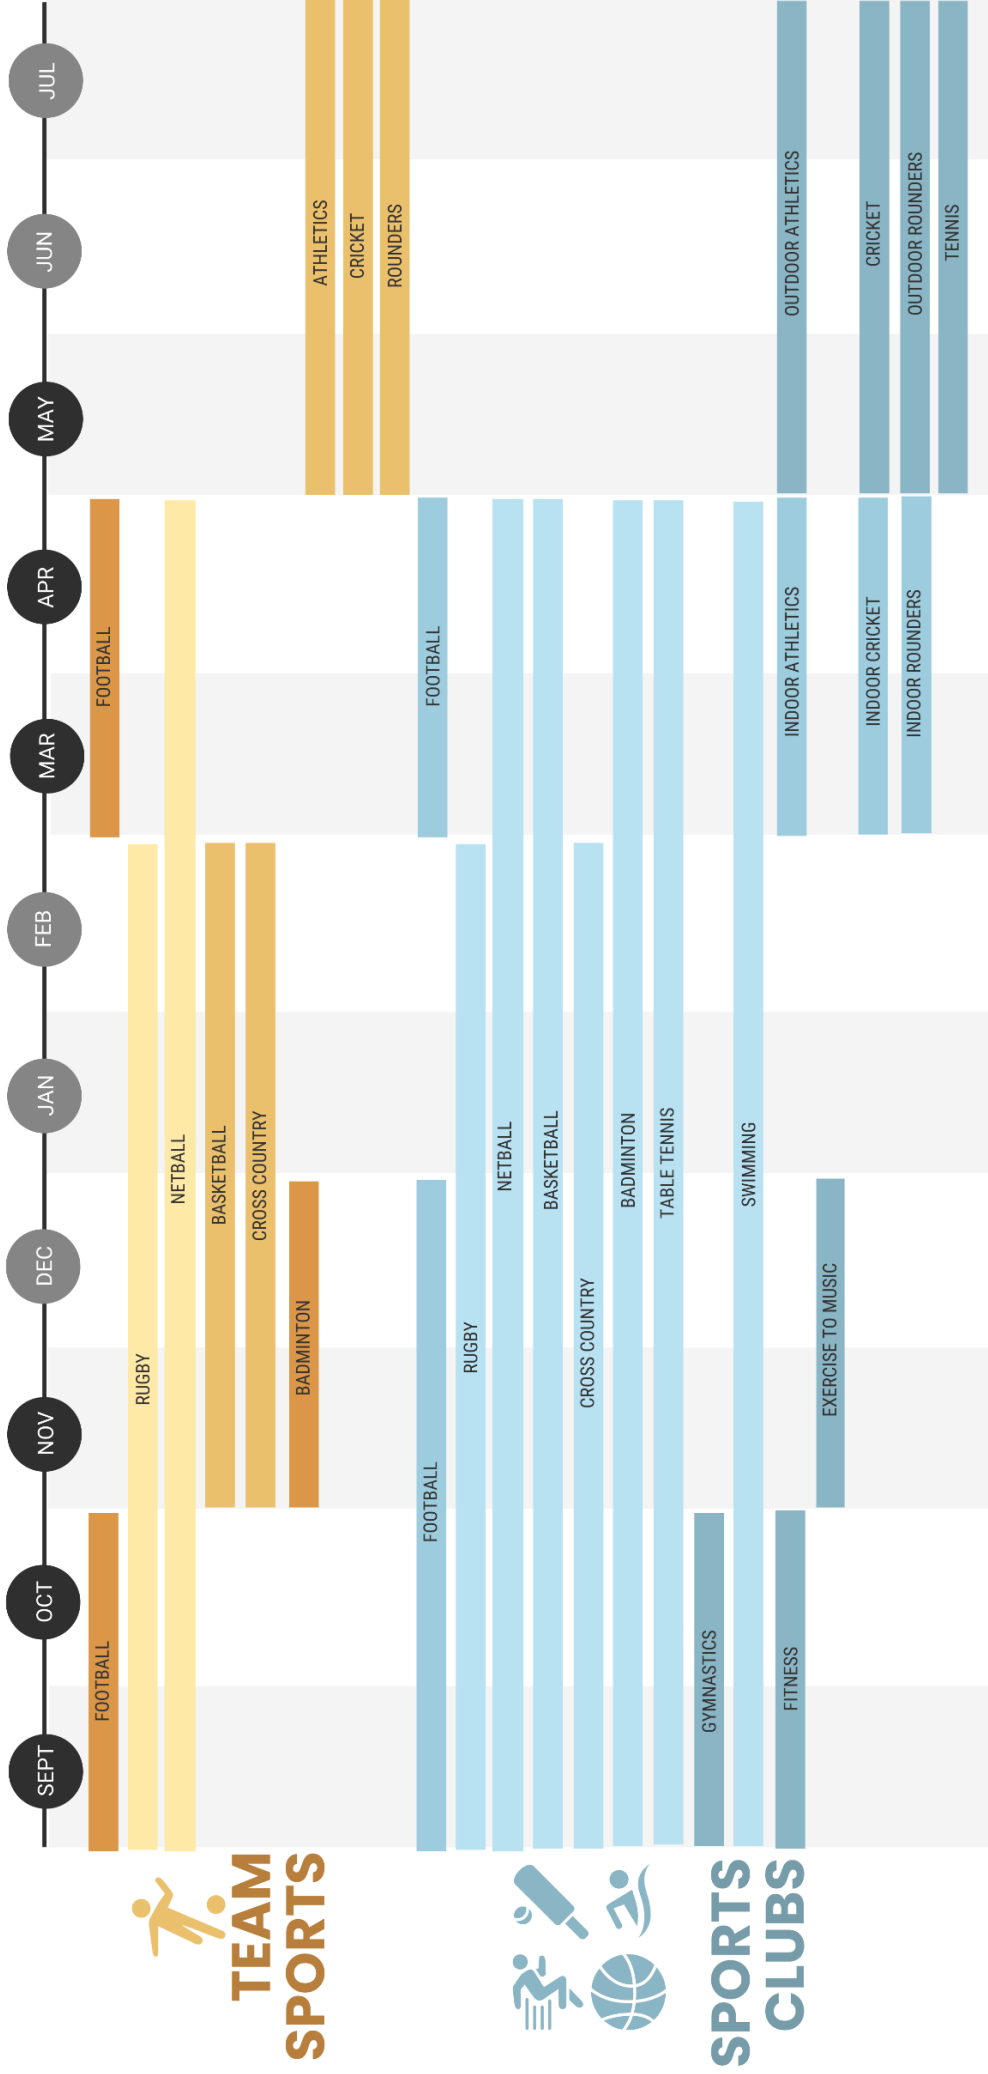 SEPT
OCT
NOV
DEC
JAN
FEB
MAR
APR
MAY
JUN
JUL
TEAM
SPORTS
FOOTBALL
FOOTBALL
RUGBY
NETBALL
BASKETBALL
CROSS COUNTRY
BADMINTON
ATHLETICS
CRICKET
ROUNDERS
SPORTS
CLUBS
FOOTBALL
FOOTBALL
RUGBY
NETBALL
BASKETBALL
CROSS COUNTRY
BADMINTON
TABLE TENNIS
GYMNASTICS
SWIMMING
FITNESS
INDOOR ATHLETICS
OUTDOOR ATHLETICS
EXERCISE TO MUSIC
INDOOR CRICKET
CRICKET
INDOOR ROUNDERS
OUTDOOR ROUNDERS
TENNIS